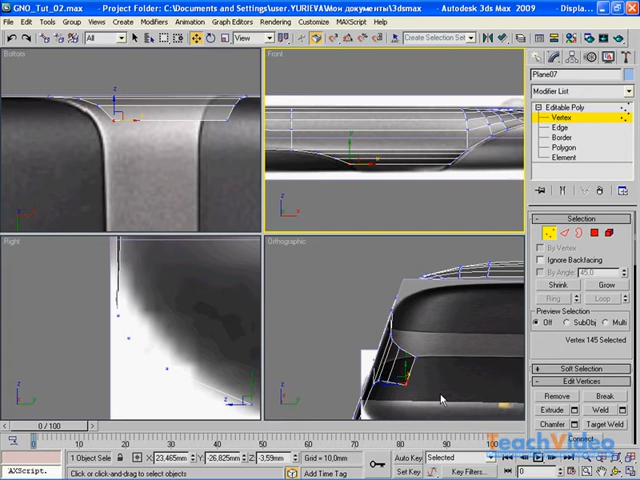 GNO_Tut_02.max - Project Folder: C:\Documents and Settings\user.YURIEVA\Мои документы\3dsmax - Autodesk 3ds Max 2009 - Displa...
File Edit Tools Group Views Create Modifiers Animation Graph Editors Rendering Customize MAXScript Help
All View Create Selection Set
Bottom Front
Plane07
Modifier List
Editable Poly
Vertex
Edge
Border
Polygon
Element
Right Orthographic
Selection
By Vertex
Ignore Backfacing
By Angle: 45,0
Shrink Grow
Ring Loop
Preview Selection
Off SubObj Multi
Vertex 145 Selected
Soft Selection
Edit Vertices
Remove Break
Extrude Weld
Chamfer Target Weld
Connect
TeachVideo
0 / 100
0 10 20 30 40 50 60 70 80 90 100
1 Object Sele X: 23,465mm Y: -26,825mm Z: -3,59mm Grid = 10,0mm Auto Key Selected
'AXScript. Click or click-and-drag to select objects Add Time Tag Set Key Key Filters... 0